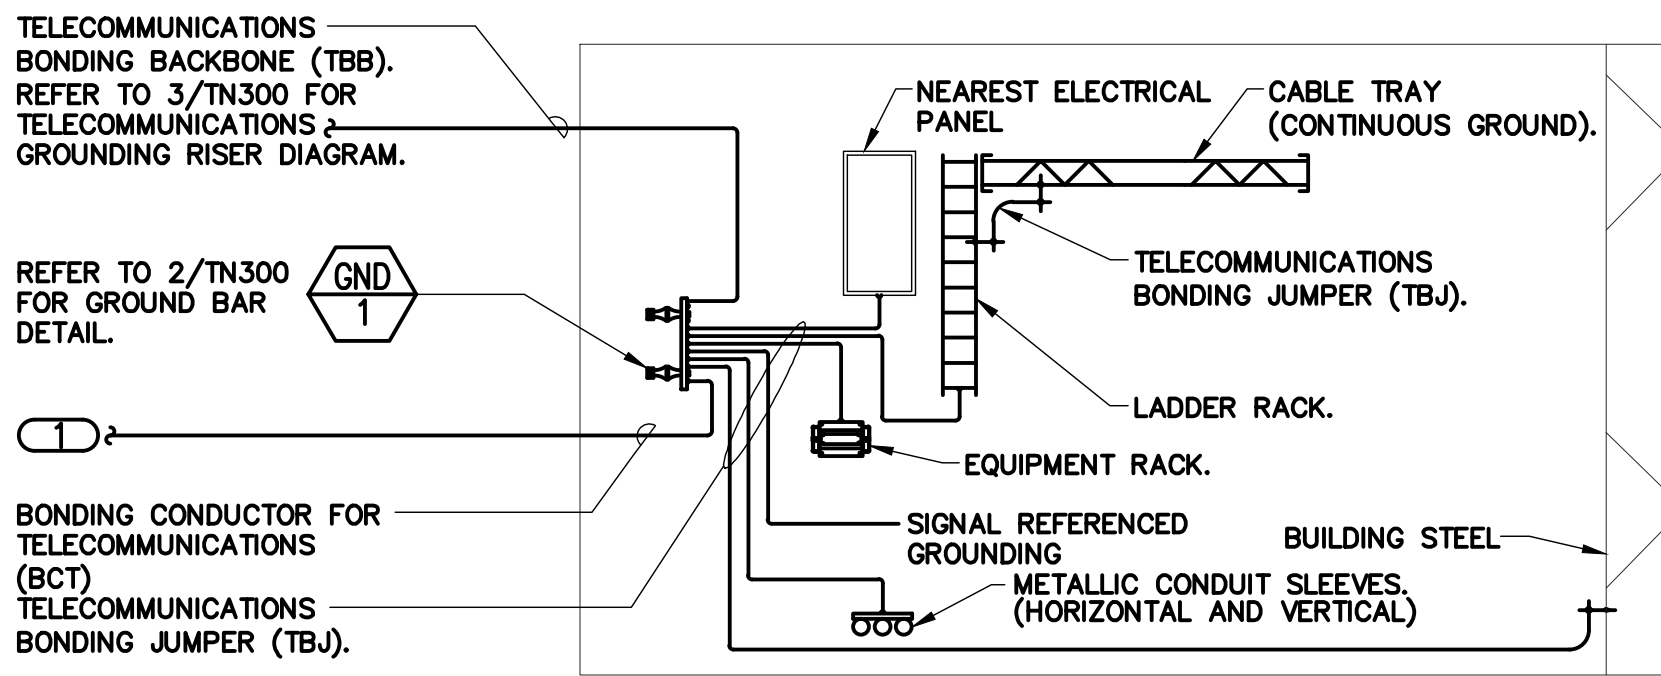 TELECOMMUNICATIONS
BONDING BACKBONE (TBB).
REFER TO 3/TN300 FOR
TELECOMMUNICATIONS
GROUNDING RISER DIAGRAM.
NEAREST ELECTRICAL
PANEL
CABLE TRAY
(CONTINUOUS GROUND).
REFER TO 2/TN300
FOR GROUND BAR
DETAIL.
GND
1
TELECOMMUNICATIONS
BONDING JUMPER (TBJ).
LADDER RACK.
1
EQUIPMENT RACK.
BONDING CONDUCTOR FOR
TELECOMMUNICATIONS
(BCT)
SIGNAL REFERENCED
GROUNDING
BUILDING STEEL
METALLIC CONDUIT SLEEVES.
(HORIZONTAL AND VERTICAL)
TELECOMMUNICATIONS
BONDING JUMPER (TBJ).